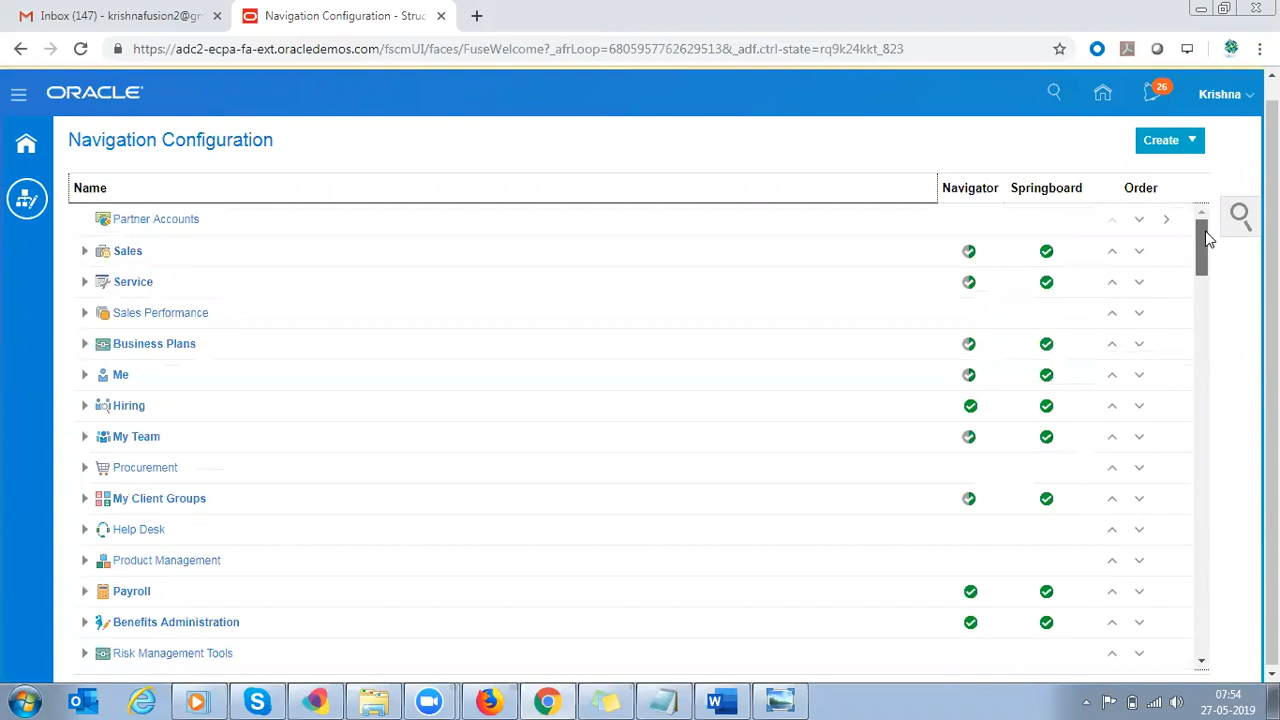 Inbox (147) - krishnafusion2@gr
Navigation Configuration - Struc
https://adc2-ecpa-fa-ext.oracledemos.com/fscmUI/faces/FuseWelcome?_afrLoop=6805957762629513&_adf.ctrl-state=rq9k24kkt_823
ORACLE
26
Krishna
Navigation Configuration
Create
Name Navigator Springboard Order
Partner Accounts
Sales
Service
Sales Performance
Business Plans
Me
Hiring
My Team
Procurement
My Client Groups
Help Desk
Product Management
Payroll
Benefits Administration
Risk Management Tools
07:54
27-05-2019